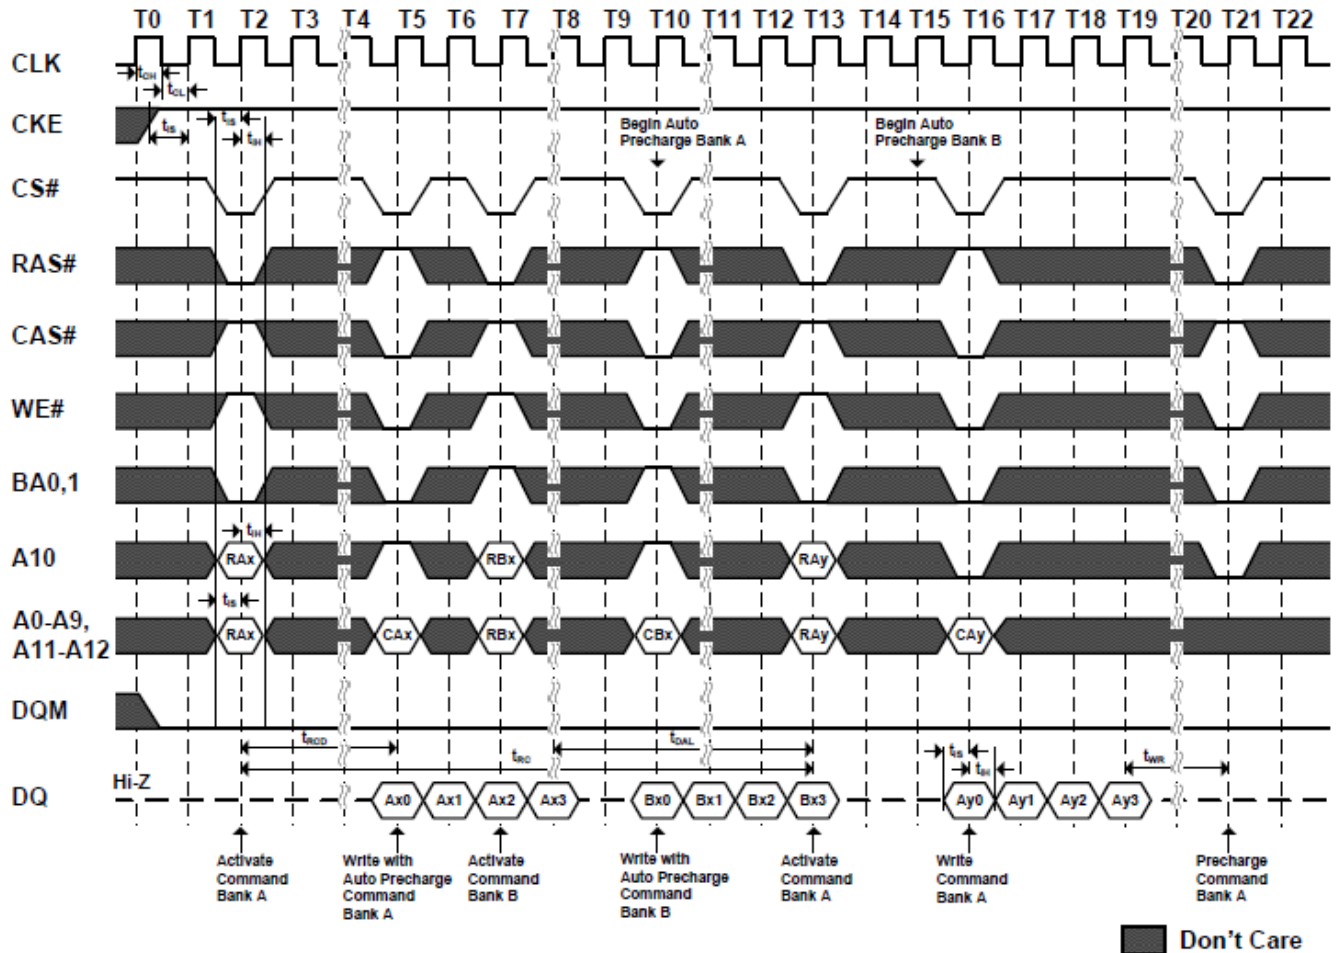 T0 T1 T2 T3 T4 T5 T6 T7 T8 T9 T10 T11 T12 T13 T14 T15 T16 T17 T18 T19 T20 T21 T22
CLK
tCH
tCL
CKE
tIS
tIS
tIH
Begin Auto
Precharge Bank A
Begin Auto
Precharge Bank B
CS#
RAS#
CAS#
WE#
BA0,1
tIH
A10
RAx
RBx
RAy
tIS
A0-A9,
A11-A12
RAx
CAx
RBx
CBx
RAy
CAy
DQM
tRCD
tRC
tDAL
tIS
tIH
tWR
Hi-Z
DQ
Ax0
Ax1
Ax2
Ax3
Bx0
Bx1
Bx2
Bx3
Ay0
Ay1
Ay2
Ay3
Activate
Command
Bank A
Write with
Auto Precharge
Command
Bank A
Activate
Command
Bank B
Write with
Auto Precharge
Command
Bank B
Activate
Command
Bank A
Write
Command
Bank A
Precharge
Command
Bank A
Don't Care